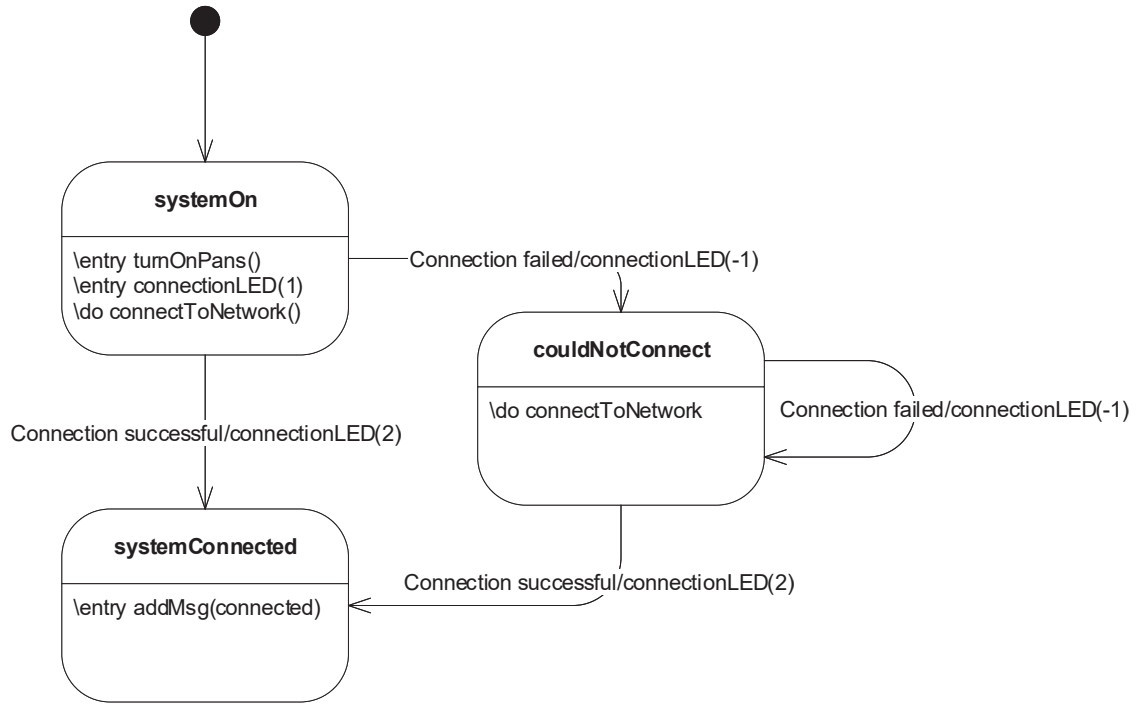 systemOn
\entry turnOnPans()
\entry connectionLED(1)
\do connectToNetwork()
Connection failed/connectionLED(-1)
couldNotConnect
\do connectToNetwork
Connection failed/connectionLED(-1)
Connection successful/connectionLED(2)
systemConnected
\entry addMsg(connected)
Connection successful/connectionLED(2)